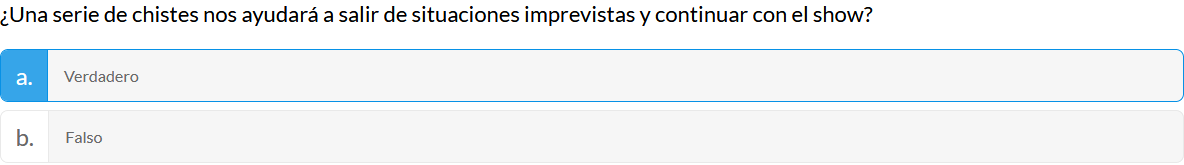 ¿Una serie de chistes nos ayudará a salir de situaciones imprevistas y continuar con el show?
a. Verdadero
b. Falso